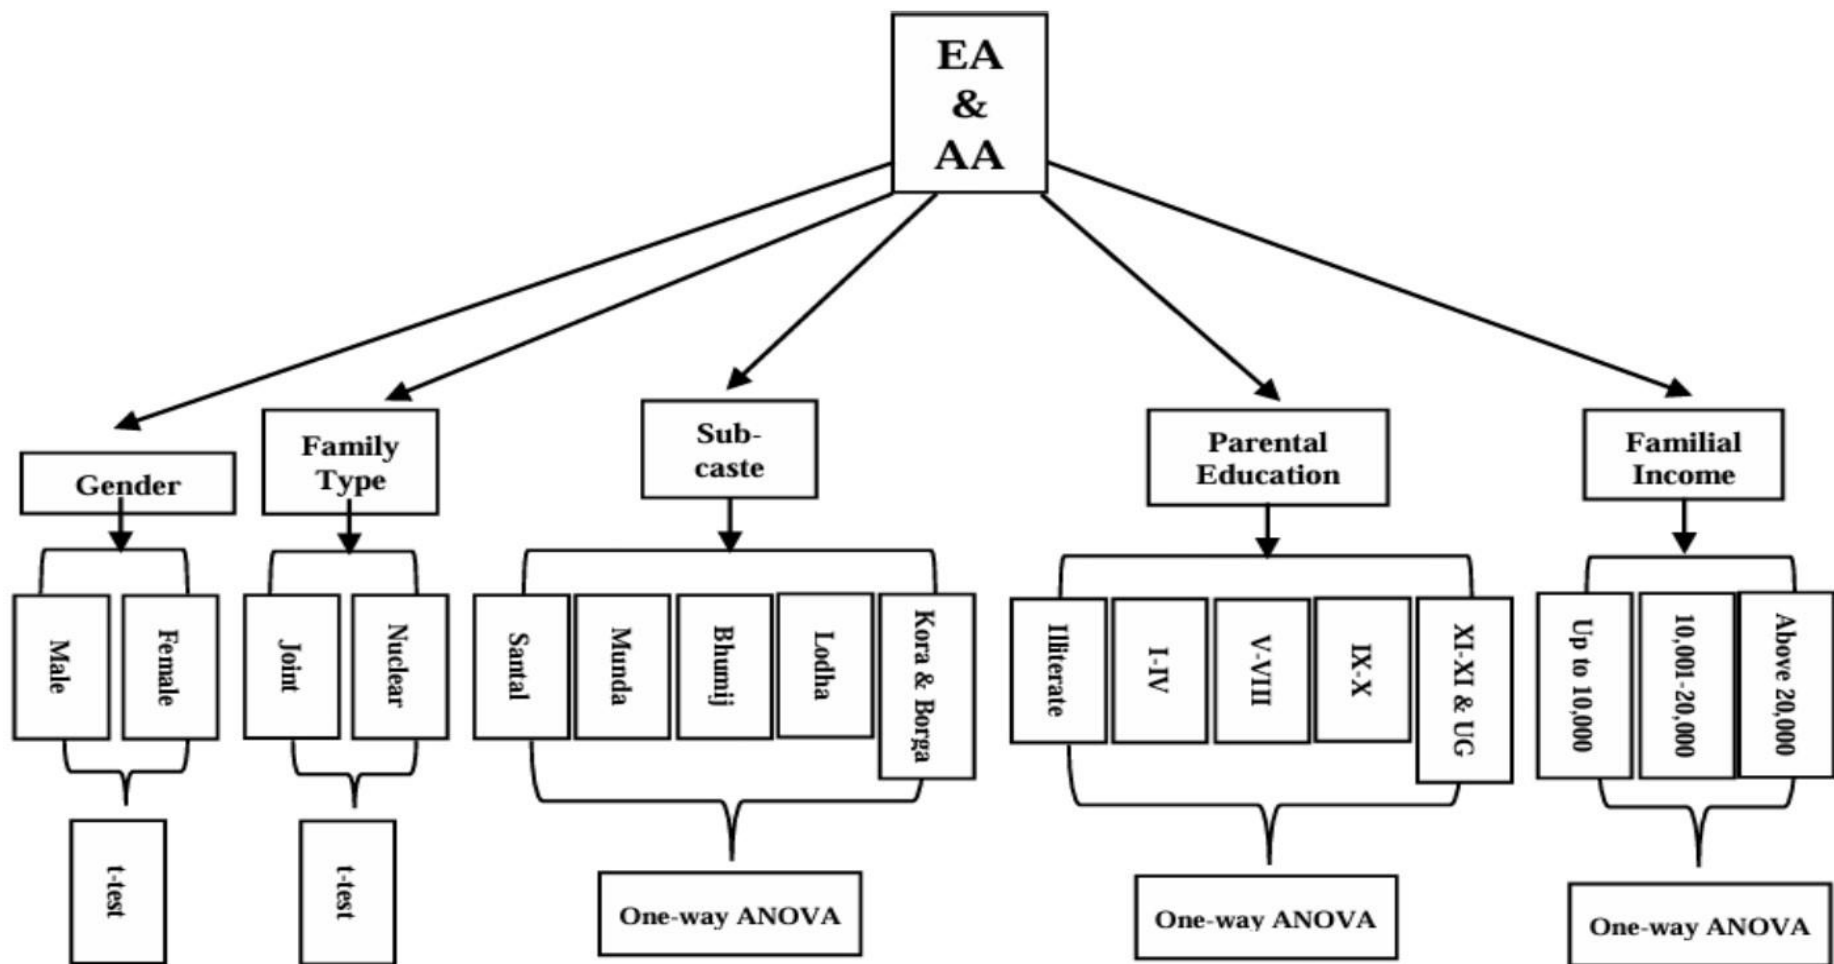 EA
&
AA
Gender
Family
Type
Sub-
caste
Parental
Education
Familial
Income
Male
Female
Joint
Nuclear
Santal
Munda
Bhumij
Lodha
Kora & Borga
Illiterate
I-IV
V-VIII
IX-X
XI-XI & UG
Up to 10,000
10,001-20,000
Above 20,000
t-test
t-test
One-way ANOVA
One-way ANOVA
One-way ANOVA